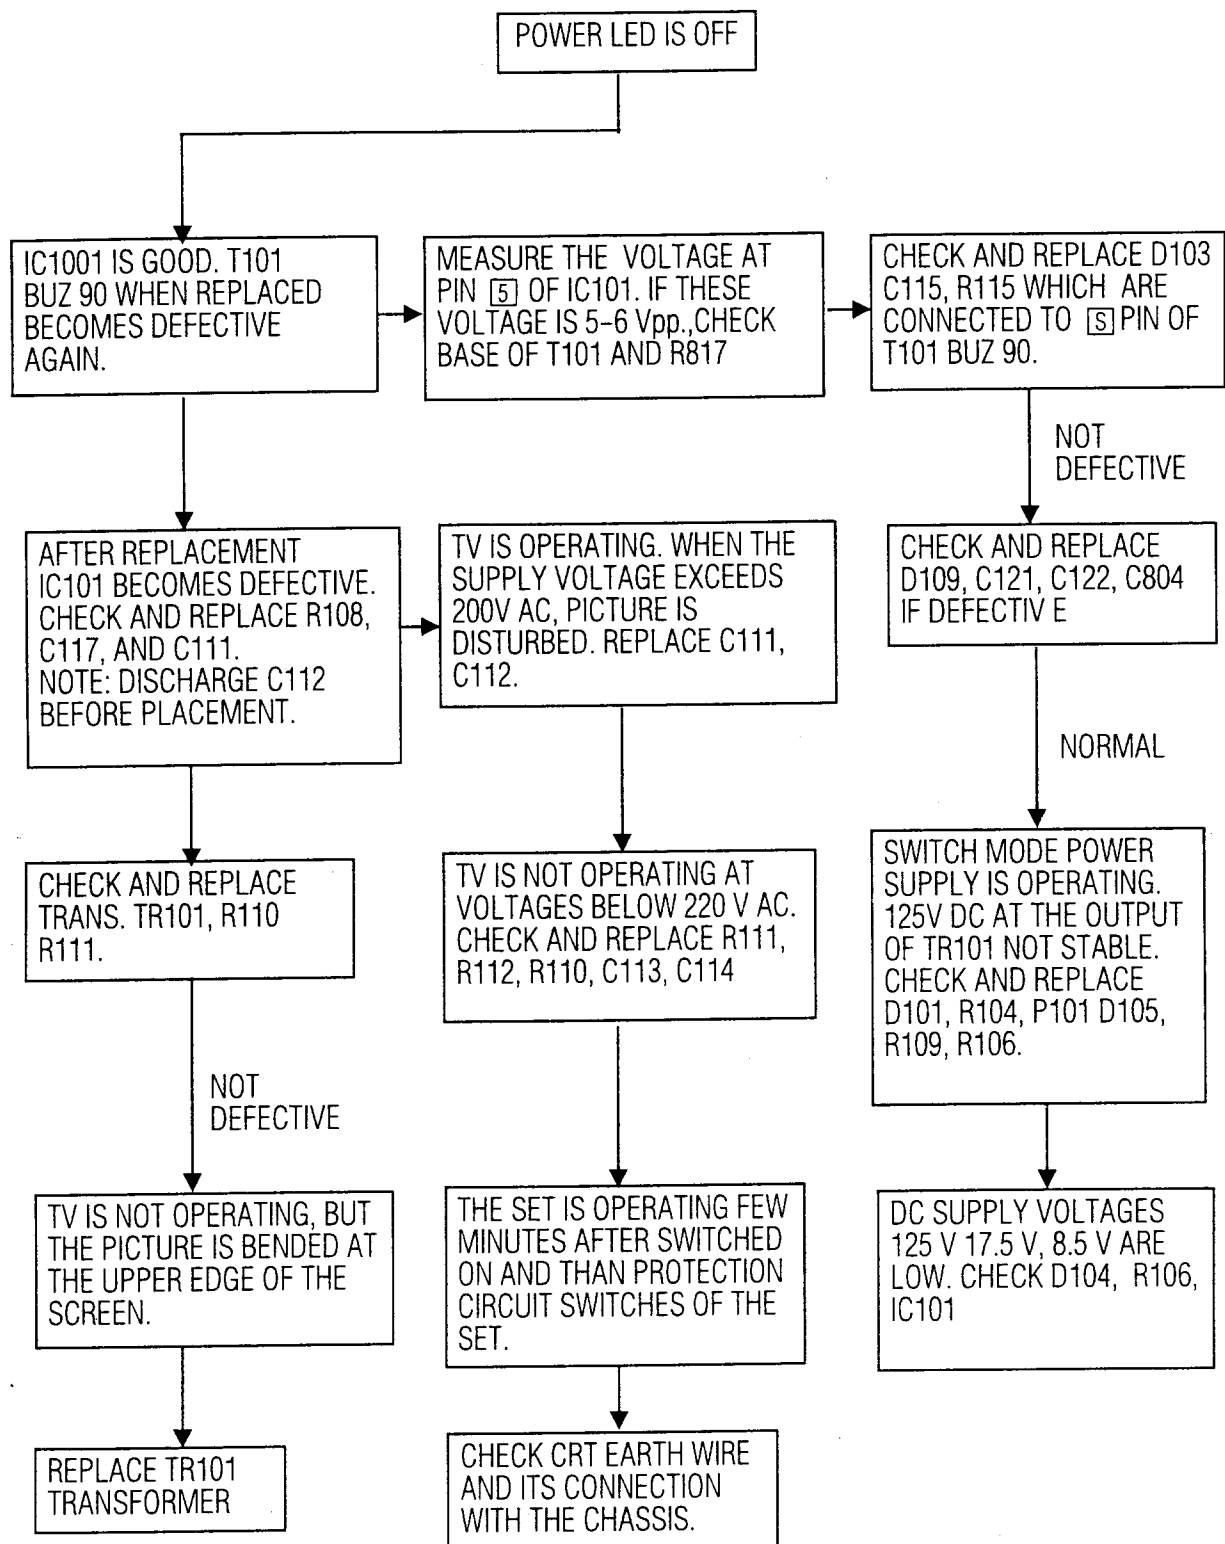 POWER LED IS OFF
IC1001 IS GOOD. T101
BUZ 90 WHEN REPLACED
BECOMES DEFECTIVE
AGAIN.
MEASURE THE VOLTAGE AT
PIN 5 OF IC101. IF THESE
VOLTAGE IS 5-6 Vpp.,CHECK
BASE OF T101 AND R817
CHECK AND REPLACE D103
C115, R115 WHICH ARE
CONNECTED TO S PIN OF
T101 BUZ 90.
NOT
DEFECTIVE
AFTER REPLACEMENT
IC101 BECOMES DEFECTIVE.
CHECK AND REPLACE R108,
C117, AND C111.
NOTE: DISCHARGE C112
BEFORE PLACEMENT.
TV IS OPERATING. WHEN THE
SUPPLY VOLTAGE EXCEEDS
200V AC, PICTURE IS
DISTURBED. REPLACE C111,
C112.
CHECK AND REPLACE
D109, C121, C122, C804
IF DEFECTIV E
NORMAL
CHECK AND REPLACE
TRANS. TR101, R110
R111.
TV IS NOT OPERATING AT
VOLTAGES BELOW 220 V AC.
CHECK AND REPLACE R111,
R112, R110, C113, C114
SWITCH MODE POWER
SUPPLY IS OPERATING.
125V DC AT THE OUTPUT
OF TR101 NOT STABLE.
CHECK AND REPLACE
D101, R104, P101 D105,
R109, R106.
NOT
DEFECTIVE
TV IS NOT OPERATING, BUT
THE PICTURE IS BENDED AT
THE UPPER EDGE OF THE
SCREEN.
THE SET IS OPERATING FEW
MINUTES AFTER SWITCHED
ON AND THAN PROTECTION
CIRCUIT SWITCHES OF THE
SET.
DC SUPPLY VOLTAGES
125 V 17.5 V, 8.5 V ARE
LOW. CHECK D104, R106,
IC101
REPLACE TR101
TRANSFORMER
CHECK CRT EARTH WIRE
AND ITS CONNECTION
WITH THE CHASSIS.